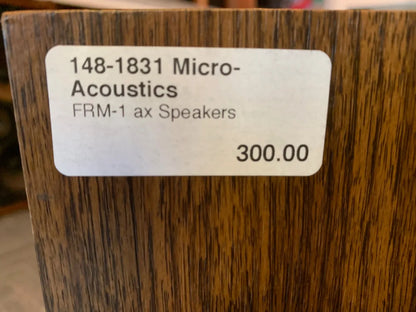 148-1831 Micro-
Acoustics
FRM-1 ax Speakers
300.00